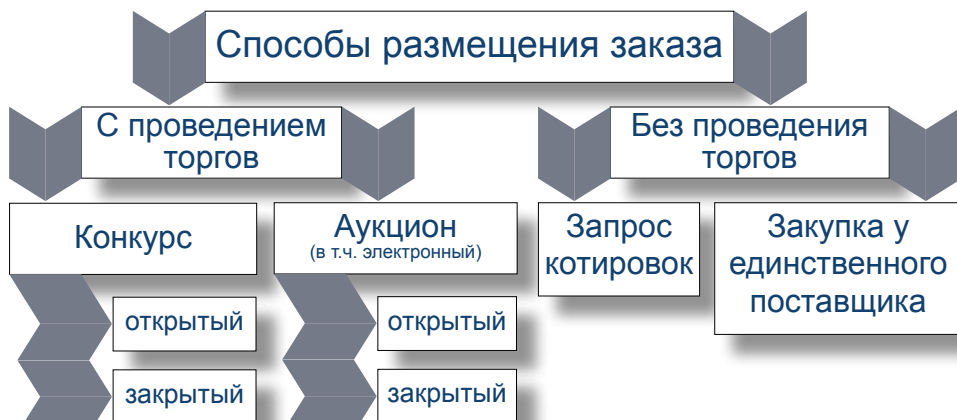 Способы размещения заказа
С проведением
торгов
Без проведения
торгов
Конкурс
Аукцион
(в т.ч. электронный)
Запрос
котировок
Закупка у
единственного
поставщика
открытый
открытый
закрытый
закрытый